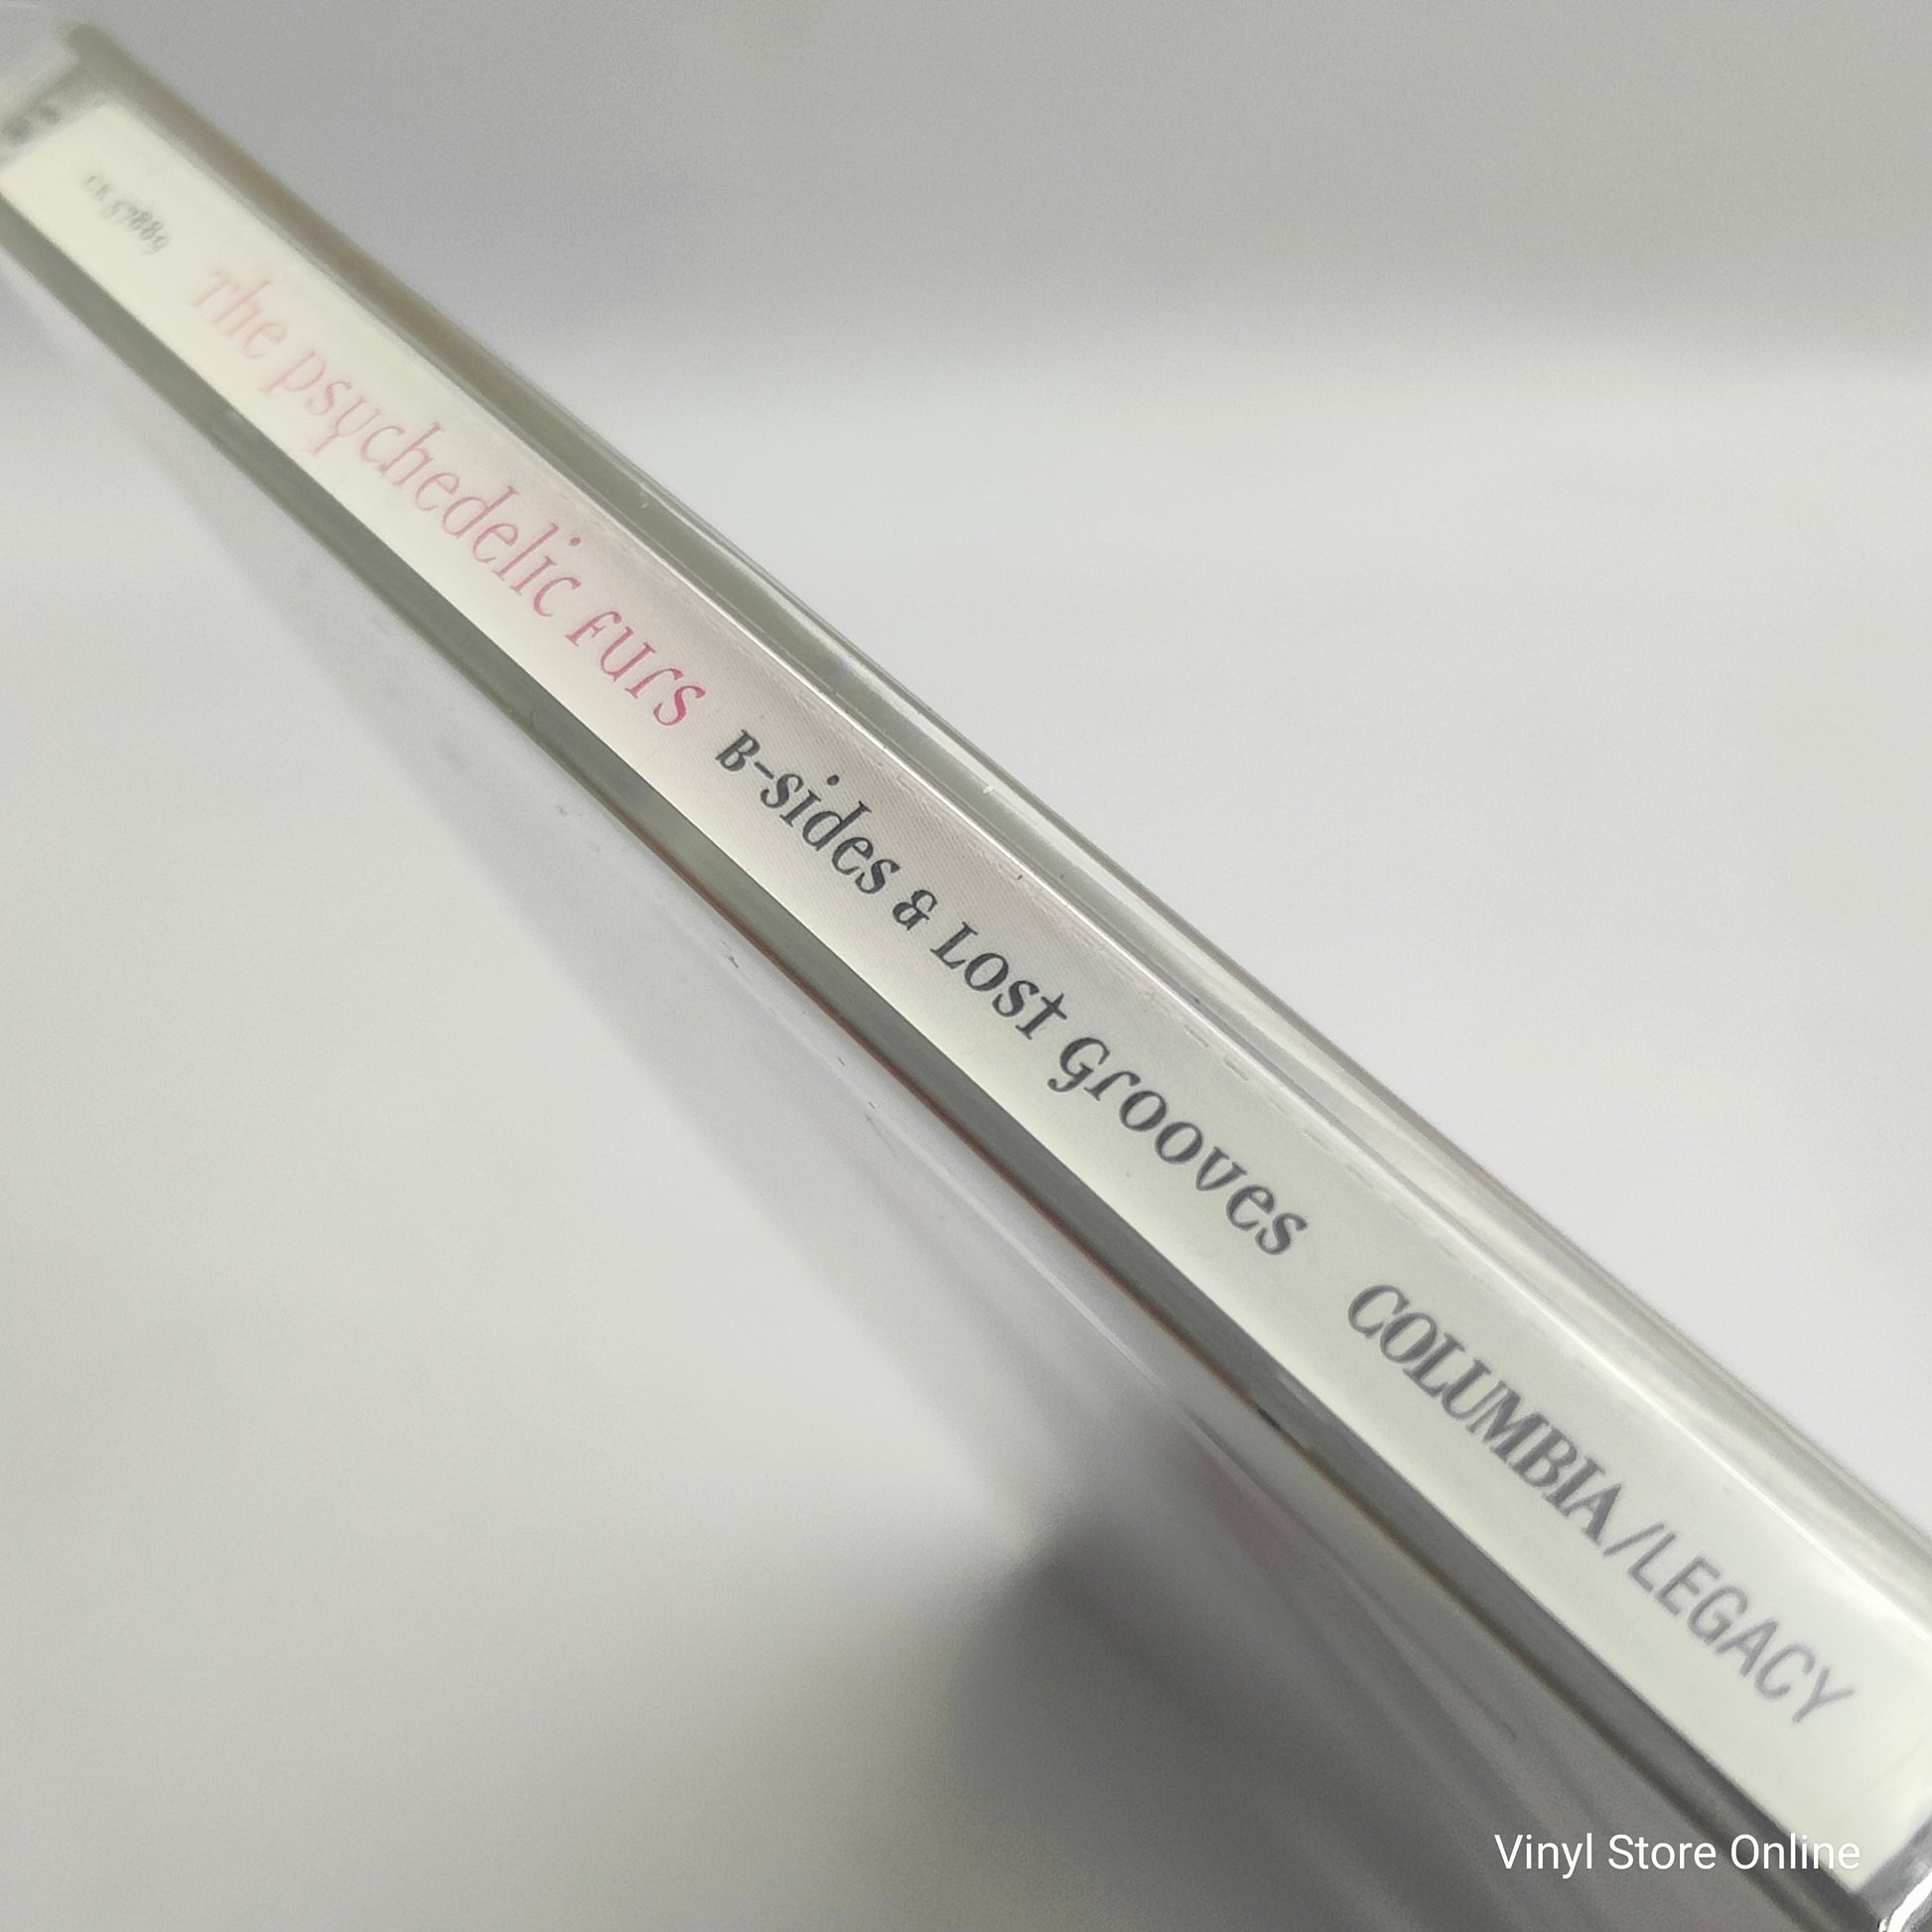 CK 57889 The psychedelic furs B-sides & Lost Grooves COLUMBIA/LEGACY
Vinyl Store Online